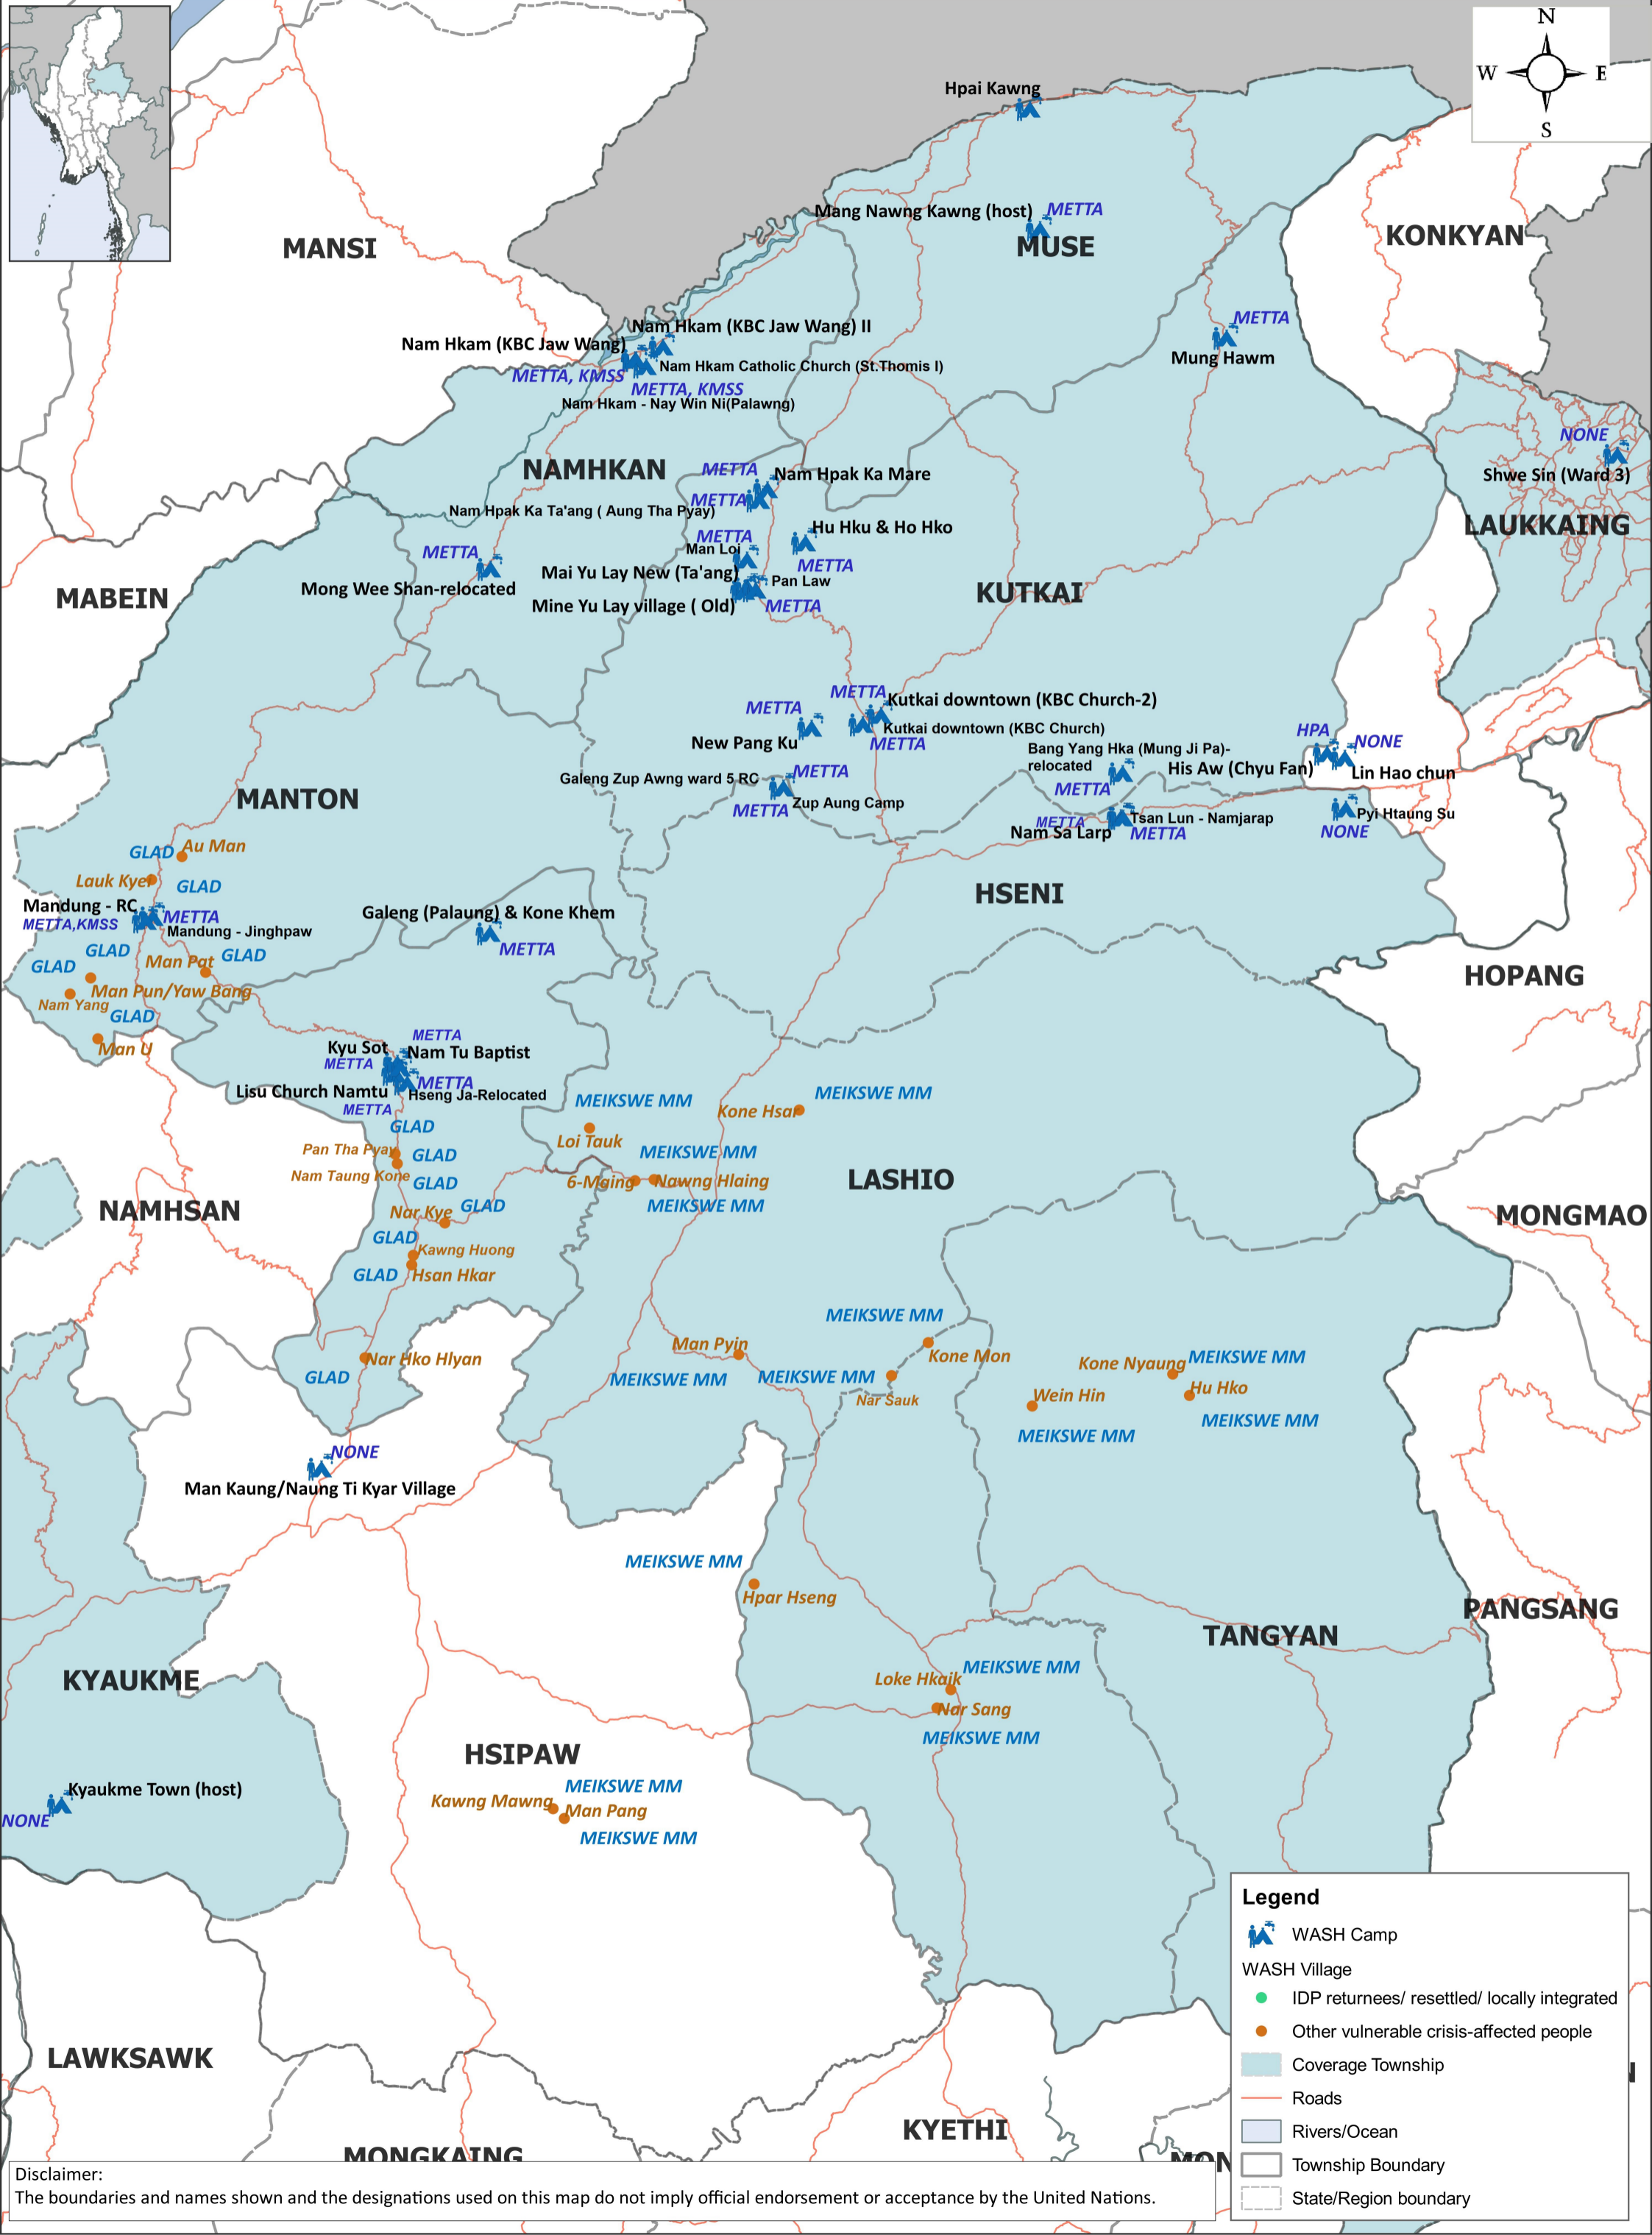 N
W E
S
Hpai Kawng
Mang Nawng Kawng (host) METTA
MUSE
MANSI
KONKYAN
METTA
Mung Hawm
Nam Hkam (KBC Jaw Wang) II
Nam Hkam (KBC Jaw Wang)
Nam Hkam Catholic Church (St.Thomis I)
METTA, KMSS
METTA, KMSS
Nam Hkam - Nay Win Ni(Palawng)
NONE
Shwe Sin (Ward 3)
LAUKKAING
NAMHKAN
METTA
Nam Hpak Ka Mare
METTA
Nam Hpak Ka Ta'ang ( Aung Tha Pyay)
Hu Hku & Ho Hko
METTA
Man Loi
METTA
METTA
Mong Wee Shan-relocated
Mai Yu Lay New (Ta'ang)
Pan Law
Mine Yu Lay village ( Old)
METTA
MABEIN
KUTKAI
METTA
Kutkai downtown (KBC Church-2)
METTA
Kutkai downtown (KBC Church)
New Pang Ku
METTA
Bang Yang Hka (Mung Ji Pa)-
relocated
METTA
HPA
NONE
His Aw (Chyu Fan)
Lin Hao chun
Galeng Zup Awng ward 5 RC
METTA
METTA
Zup Aung Camp
METTA
Tsan Lun - Namjarap
Nam Sa Larp
METTA
Pyi Htaung Su
NONE
MANTON
GLAD
Au Man
Lauk Kyer
GLAD
HSENI
Mandung - RC
METTA
METTA,KMSS
Mandung - Jinghpaw
Galeng (Palaung) & Kone Khem
METTA
GLAD
GLAD
GLAD
Man Pat
Man Pun/Yaw Bang
Nam Yang
GLAD
Man U
HOPANG
METTA
Kyu Sot
Nam Tu Baptist
METTA
METTA
Lisu Church Namtu
Hseng Ja-Relocated
METTA
GLAD
MEIKSWE MM
Loi Tauk
Kone Hsar
MEIKSWE MM
Pan Tha Pyay
GLAD
Nam Taung Kone
GLAD
MEIKSWE MM
6-Maing
Nawng Hlaing
MEIKSWE MM
LASHIO
NAMHSAN
MONGMAO
Nar Kye
GLAD
GLAD
Kawng Huong
GLAD
Hsan Hkar
MEIKSWE MM
Kone Mon
Man Pyin
MEIKSWE MM
MEIKSWE MM
Nar Sauk
Kone Nyaung
MEIKSWE MM
Hu Hko
MEIKSWE MM
Wein Hin
MEIKSWE MM
Nar Hko Hlyan
GLAD
NONE
Man Kaung/Naung Ti Kyar Village
MEIKSWE MM
Hpar Hseng
PANGSANG
TANGYAN
Loke Hkaik
MEIKSWE MM
Nar Sang
MEIKSWE MM
KYAUKME
HSIPAW
Kyaukme Town (host)
NONE
MEIKSWE MM
Kawng Mawng
Man Pang
MEIKSWE MM
LAWKSAWK
KYETHI
MONGKAING
MON
Legend
WASH Camp
WASH Village
IDP returnees/ resettled/ locally integrated
Other vulnerable crisis-affected people
Coverage Township
Roads
Rivers/Ocean
Township Boundary
State/Region boundary
Disclaimer:
The boundaries and names shown and the designations used on this map do not imply official endorsement or acceptance by the United Nations.